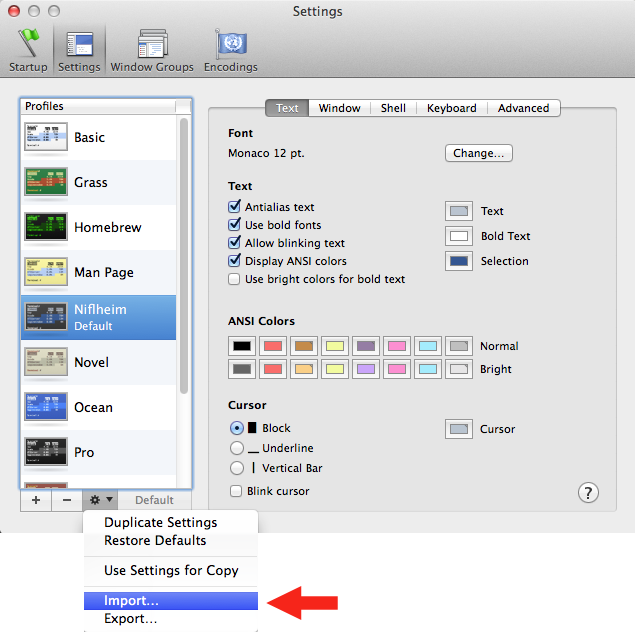 Settings
Startup Settings Window Groups Encodings
Profiles
Basic
Grass
Homebrew
Man Page
Niflheim
Default
Novel
Ocean
Pro
+ − Default
Duplicate Settings
Restore Defaults
Use Settings for Copy
Import...
Export...
Text Window Shell Keyboard Advanced
Font
Monaco 12 pt. Change...
Text
Antialias text
Use bold fonts
Allow blinking text
Display ANSI colors
Use bright colors for bold text
Text
Bold Text
Selection
ANSI Colors
Normal
Bright
Cursor
Block
Underline
Vertical Bar
Blink cursor
Cursor
?